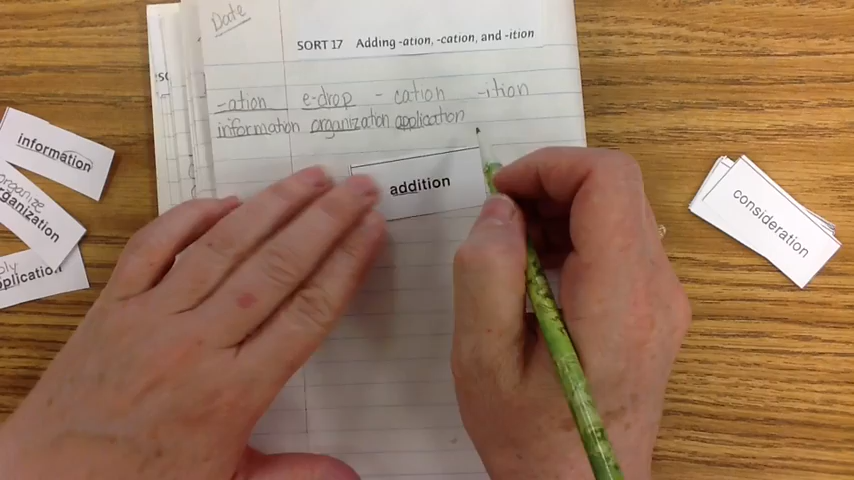 Date
SORT 17 Adding -ation, -cation, and -ition
-ation e-drop - cation -ition
information organization application
information
organize
organization
application
addition
consideration